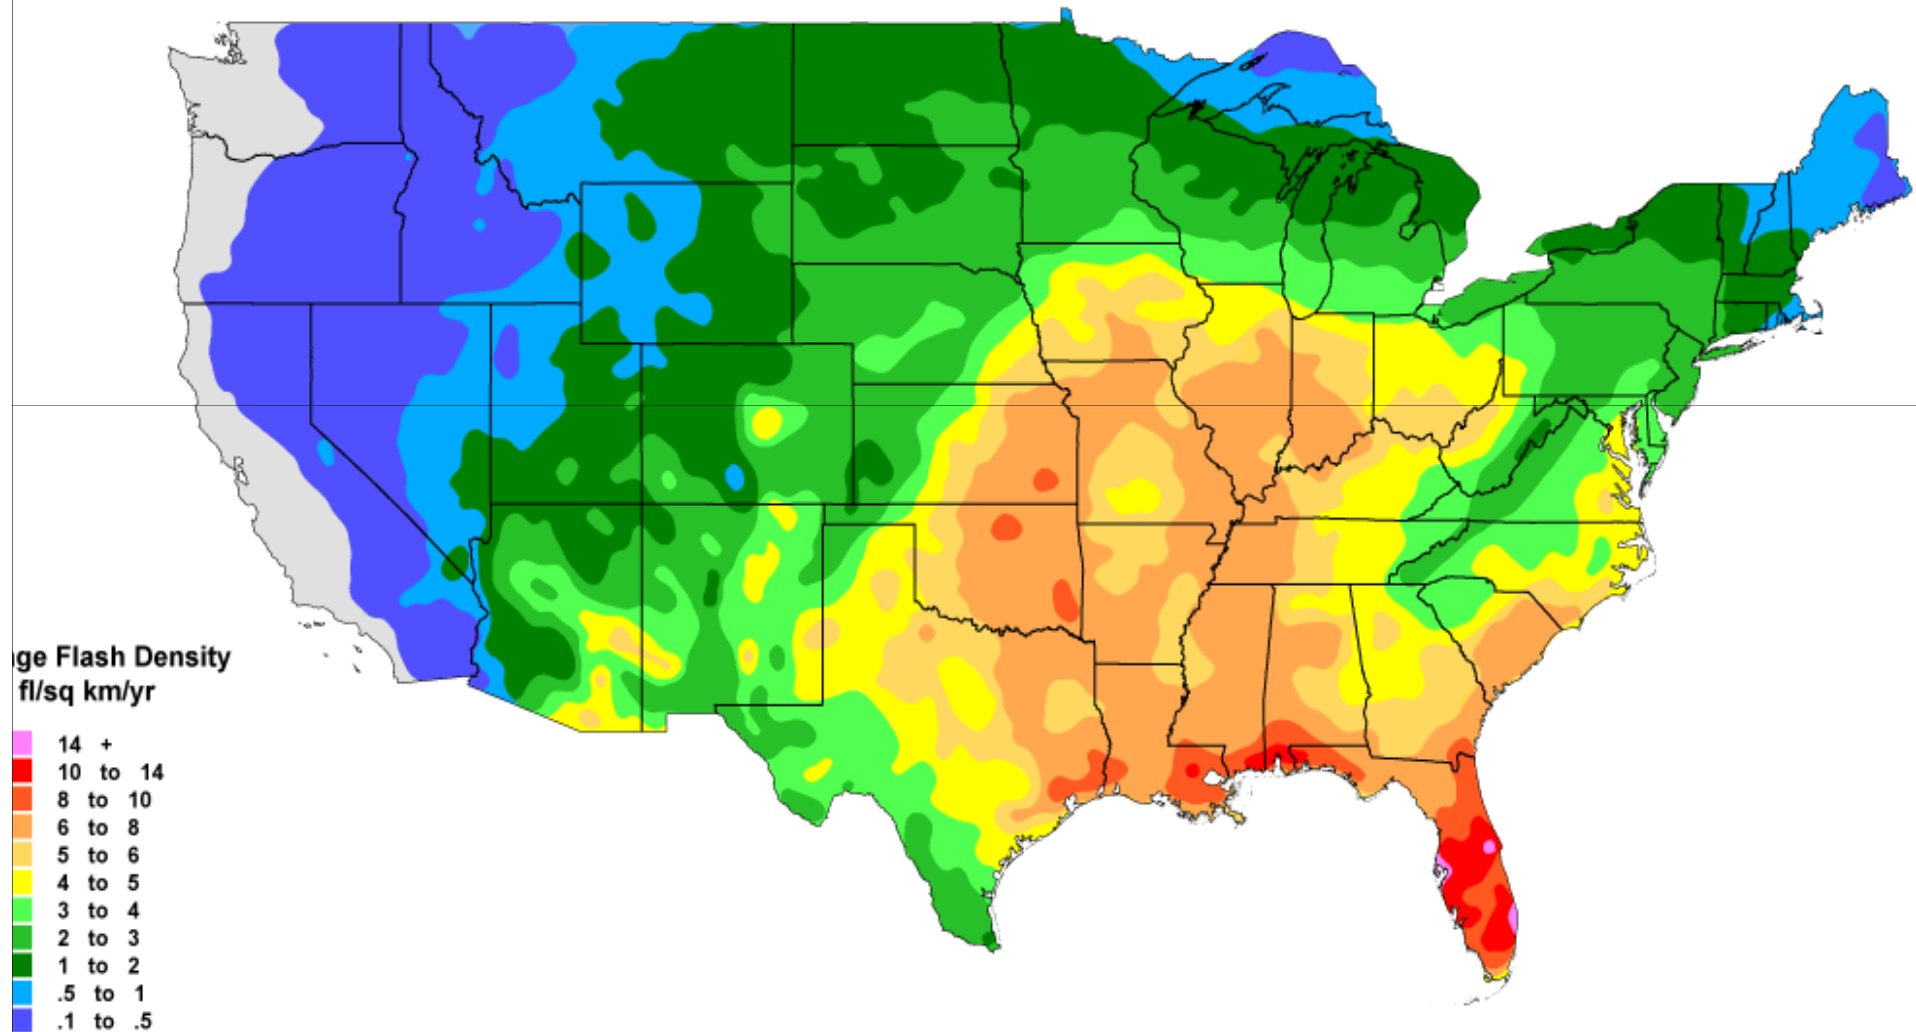 ge Flash Density
fl/sq km/yr
14 +
10 to 14
8 to 10
6 to 8
5 to 6
4 to 5
3 to 4
2 to 3
1 to 2
.5 to 1
.1 to .5